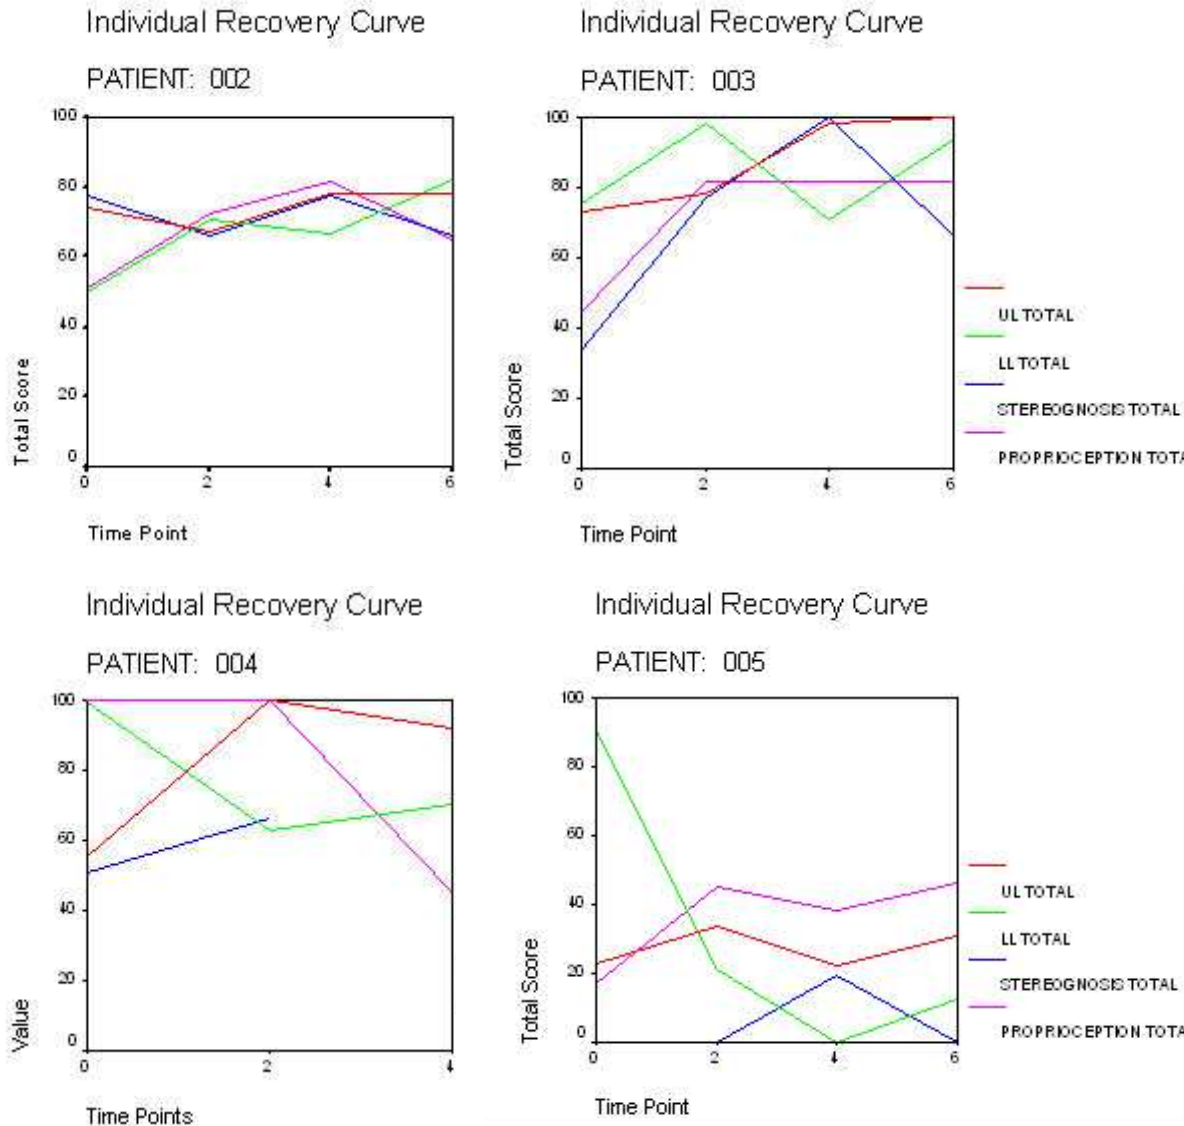 Individual Recovery Curve
PATIENT: 002
100
80
60
40
20
0
0 2 4 6
Total Score
Time Point
Individual Recovery Curve
PATIENT: 003
100
80
60
40
20
0
0 2 4 6
Total Score
Time Point
UL TOTAL
LL TOTAL
STEREOGNOSIS TOTAL
PROPRIOCEPTION TOTA
Individual Recovery Curve
PATIENT: 004
100
80
60
40
20
0
0 2 4
Value
Time Points
Individual Recovery Curve
PATIENT: 005
100
80
60
40
20
0
0 2 4 6
Total Score
Time Point
UL TOTAL
LL TOTAL
STEREOGNOSIS TOTAL
PROPRIOCEPTION TOTA